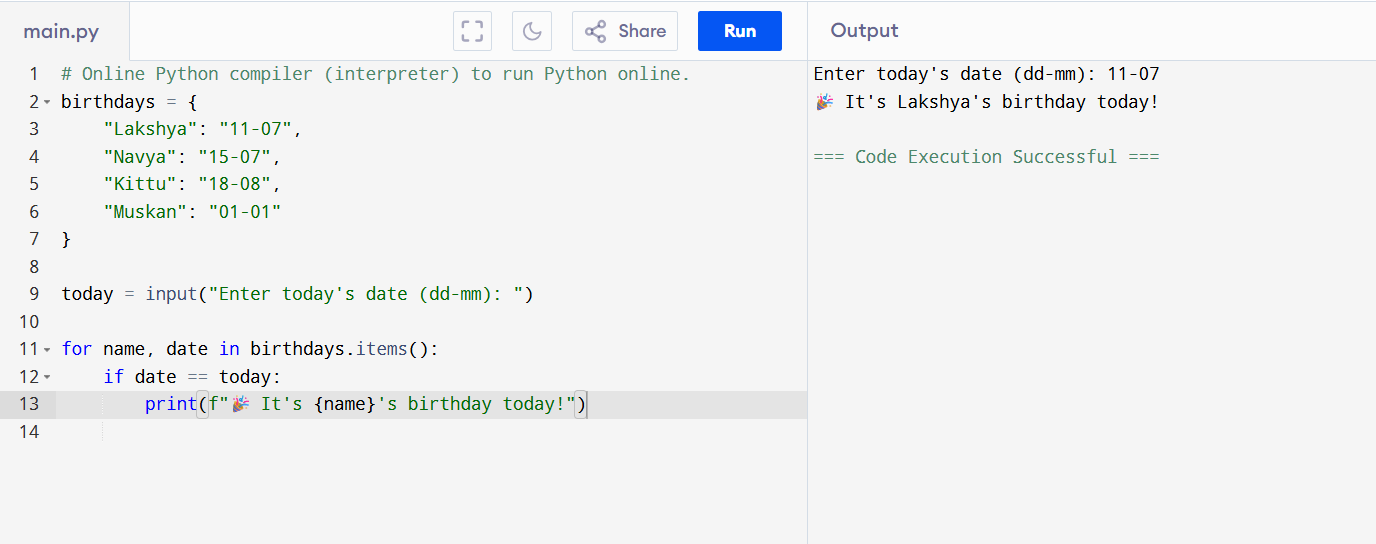 main.py
Share
Run
Output
1 # Online Python compiler (interpreter) to run Python online.
2 birthdays = {
3     "Lakshya": "11-07",
4     "Navya": "15-07",
5     "Kittu": "18-08",
6     "Muskan": "01-01"
7 }
8
9 today = input("Enter today's date (dd-mm): ")
10
11 for name, date in birthdays.items():
12     if date == today:
13         print(f"🎉 It's {name}'s birthday today!")
14
Enter today's date (dd-mm): 11-07
🎉 It's Lakshya's birthday today!
=== Code Execution Successful ===